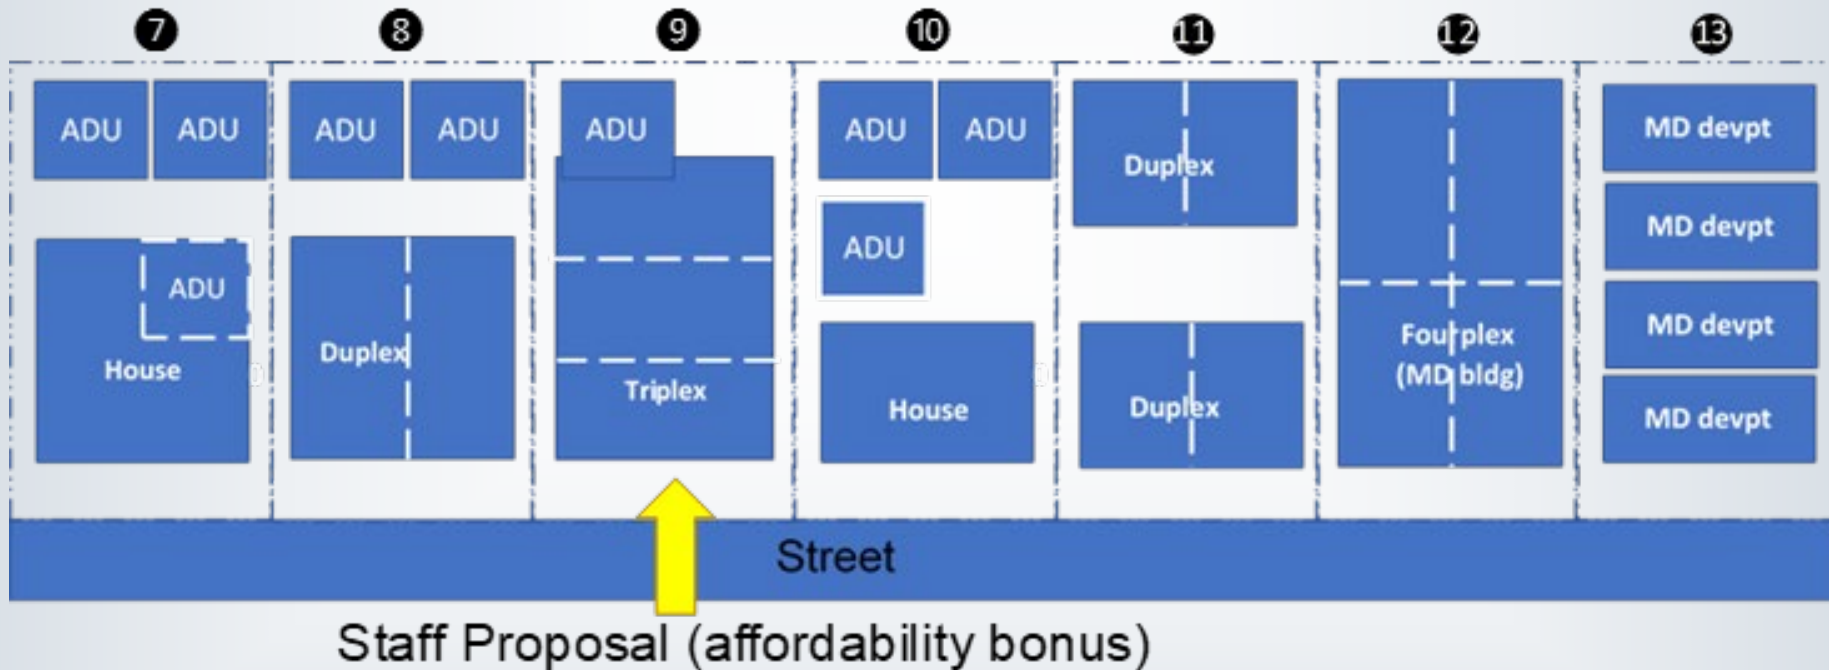 7 8 9 10 11 12 13
ADU ADU ADU ADU ADU ADU ADU MD devpt
Duplex
MD devpt
ADU
ADU
MD devpt
Fourplex
Duplex
House
(MD bldg)
Triplex
House
Duplex
MD devpt
Street
Staff Proposal (affordability bonus)